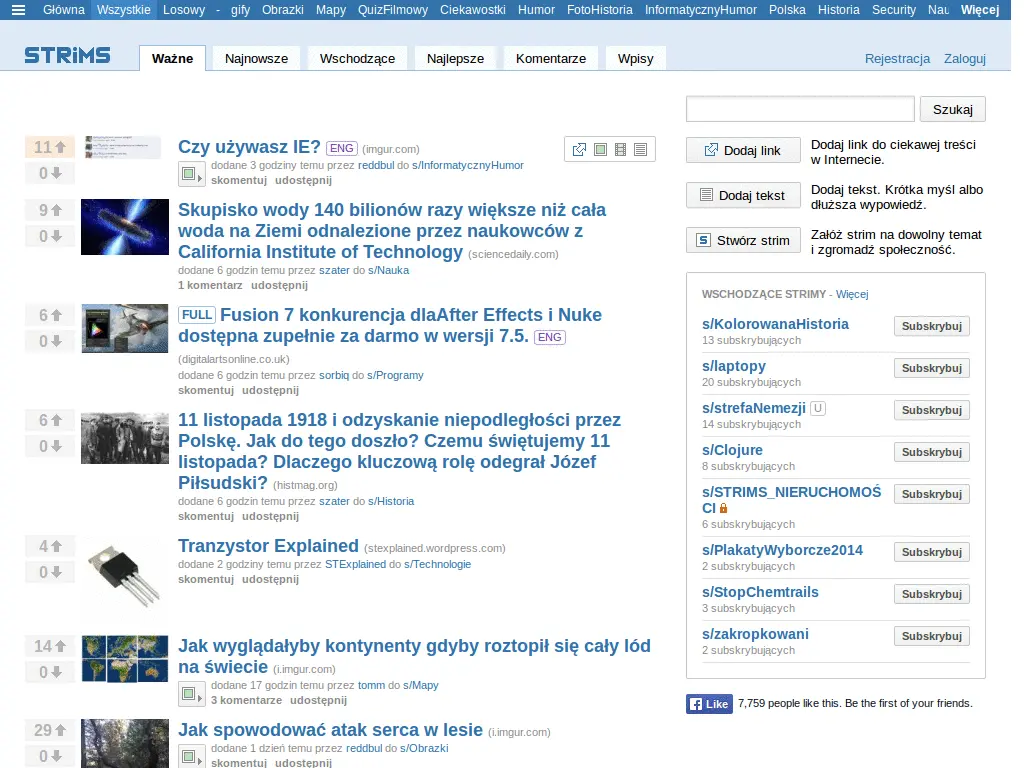 Główna Wszystkie Losowy - gify Obrazki Mapy QuizFilmowy Ciekawostki Humor FotoHistoria InformatycznyHumor Polska Historia Security Nau Więcej
STRiMS
Ważne Najnowsze Wschodzące Najlepsze Komentarze Wpisy
Rejestracja Zaloguj
Szukaj
11
0
Czy używasz IE? ENG (imgur.com)
dodane 3 godziny temu przez reddbul do s/InformatycznyHumor
skomentuj udostępnij
9
0
Skupisko wody 140 bilionów razy większe niż cała
woda na Ziemi odnalezione przez naukowców z
California Institute of Technology (sciencedaily.com)
dodane 6 godzin temu przez szater do s/Nauka
1 komentarz udostępnij
6
0
FULL Fusion 7 konkurencja dlaAfter Effects i Nuke
dostępna zupełnie za darmo w wersji 7.5. ENG
(digitalartsonline.co.uk)
dodane 6 godzin temu przez sorbiq do s/Programy
skomentuj udostępnij
6
0
11 listopada 1918 i odzyskanie niepodległości przez
Polskę. Jak do tego doszło? Czemu świętujemy 11
listopada? Dlaczego kluczową rolę odegrał Józef
Piłsudski? (histmag.org)
dodane 6 godzin temu przez szater do s/Historia
skomentuj udostępnij
4
0
Tranzystor Explained (stexplained.wordpress.com)
dodane 2 godziny temu przez STExplained do s/Technologie
skomentuj udostępnij
14
0
Jak wyglądałyby kontynenty gdyby roztopił się cały lód
na świecie (i.imgur.com)
dodane 17 godzin temu przez tomm do s/Mapy
3 komentarze udostępnij
29
0
Jak spowodować atak serca w lesie (i.imgur.com)
dodane 1 dzień temu przez reddbul do s/Obrazki
skomentuj udostępnij
Dodaj link
Dodaj link do ciekawej treści
w Internecie.
Dodaj tekst
Dodaj tekst. Krótka myśl albo
dłuższa wypowiedź.
S Stwórz strim
Załóż strim na dowolny temat
i zgromadź społeczność.
WSCHODZĄCE STRIMY - Więcej
s/KolorowanaHistoria Subskrybuj
13 subskrybujących
s/laptopy Subskrybuj
20 subskrybujących
s/strefaNemezji U Subskrybuj
14 subskrybujących
s/Clojure Subskrybuj
8 subskrybujących
s/STRIMS_NIERUCHOMOŚ
CI Subskrybuj
6 subskrybujących
s/PlakatyWyborcze2014 Subskrybuj
2 subskrybujących
s/StopChemtrails Subskrybuj
3 subskrybujących
s/zakropkowani Subskrybuj
2 subskrybujących
f Like 7,759 people like this. Be the first of your friends.